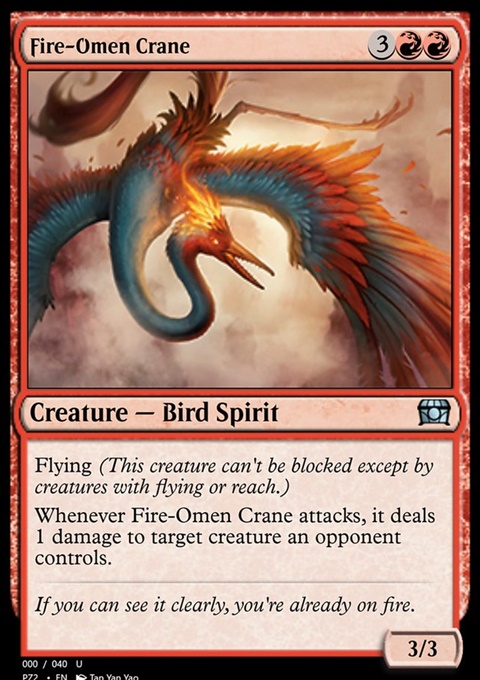 Fire-Omen Crane 3
Creature — Bird Spirit
Flying (This creature can't be blocked except by
creatures with flying or reach.)
Whenever Fire-Omen Crane attacks, it deals
1 damage to target creature an opponent
controls.
If you can see it clearly, you're already on fire.
3/3
000 / 040 U
PZ2 • EN Tan Yan Yao